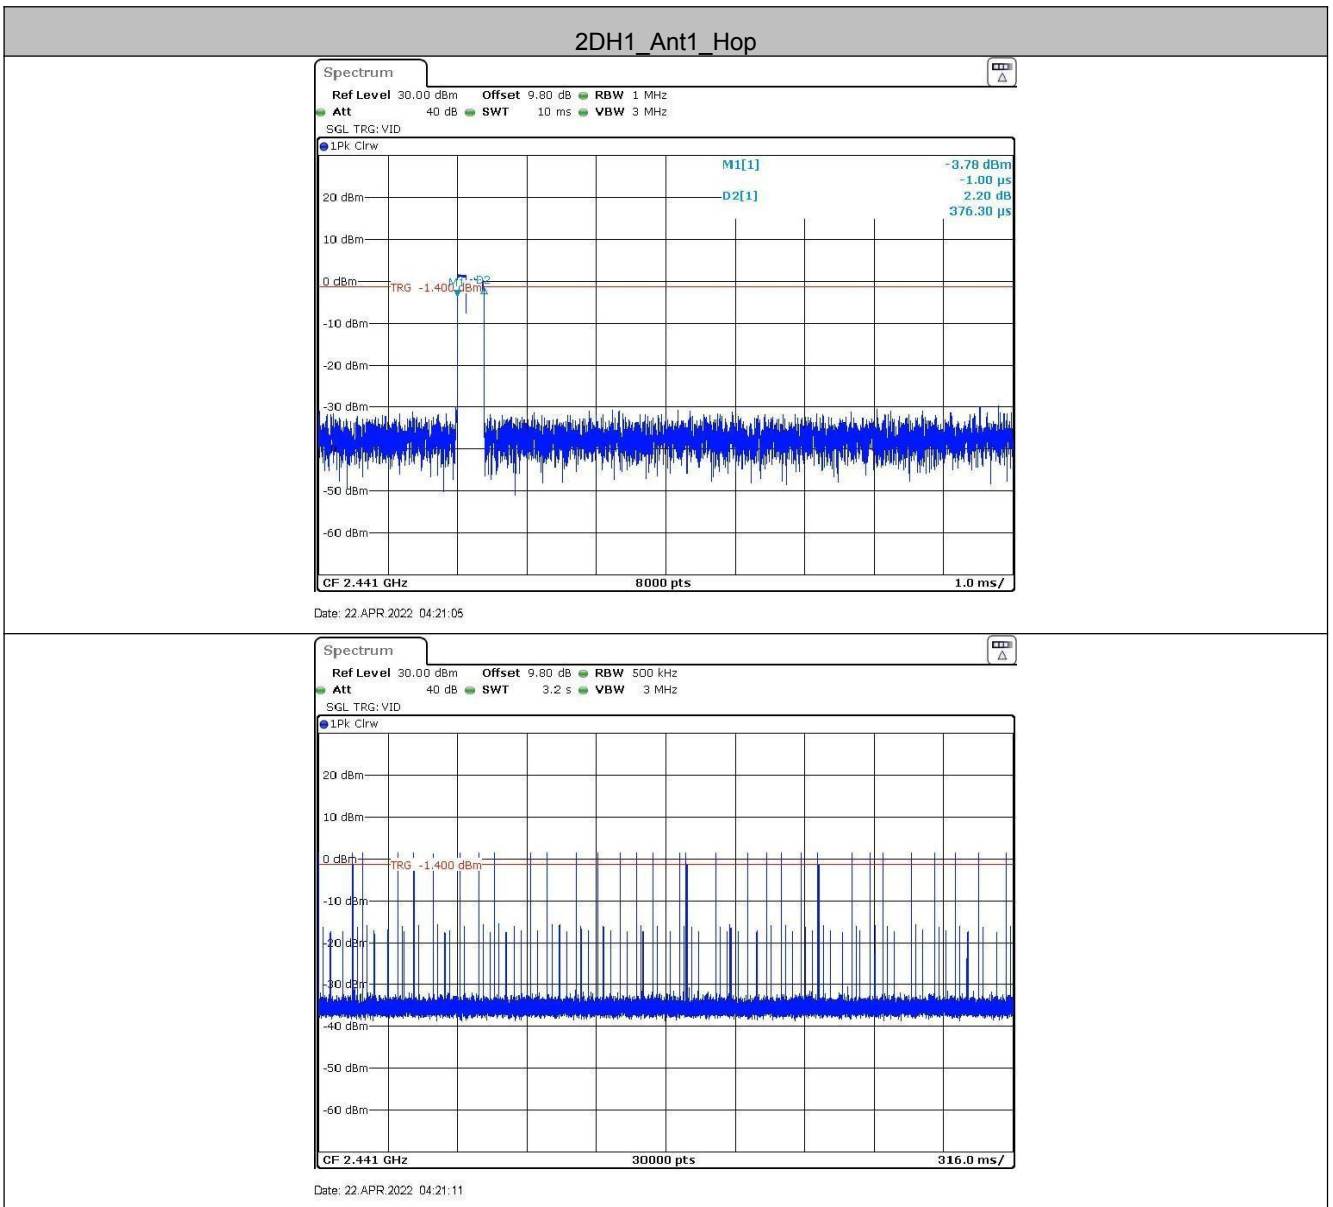 2DH1_Ant1_Hop
Spectrum
Ref Level 30.00 dBm Offset 9.80 dB RBW 1 MHz
Att 40 dB SWT 10 ms VBW 3 MHz
SGL TRG: VID
1Pk Clrw
M1[1] -3.78 dBm
-1.00 µs
D2[1] 2.20 dB
376.30 µs
20 dBm
10 dBm
M1 D2
0 dBm
TRG -1.400 dBm
-10 dBm
-20 dBm
-30 dBm
-50 dBm
-60 dBm
CF 2.441 GHz 8000 pts 1.0 ms/
Date: 22.APR.2022 04:21:05
Spectrum
Ref Level 30.00 dBm Offset 9.80 dB RBW 500 kHz
Att 40 dB SWT 3.2 s VBW 3 MHz
SGL TRG: VID
1Pk Clrw
20 dBm
10 dBm
0 dBm
TRG -1.400 dBm
-10 dBm
-20 dBm
-30 dBm
-40 dBm
-50 dBm
-60 dBm
CF 2.441 GHz 30000 pts 316.0 ms/
Date: 22.APR.2022 04:21:11